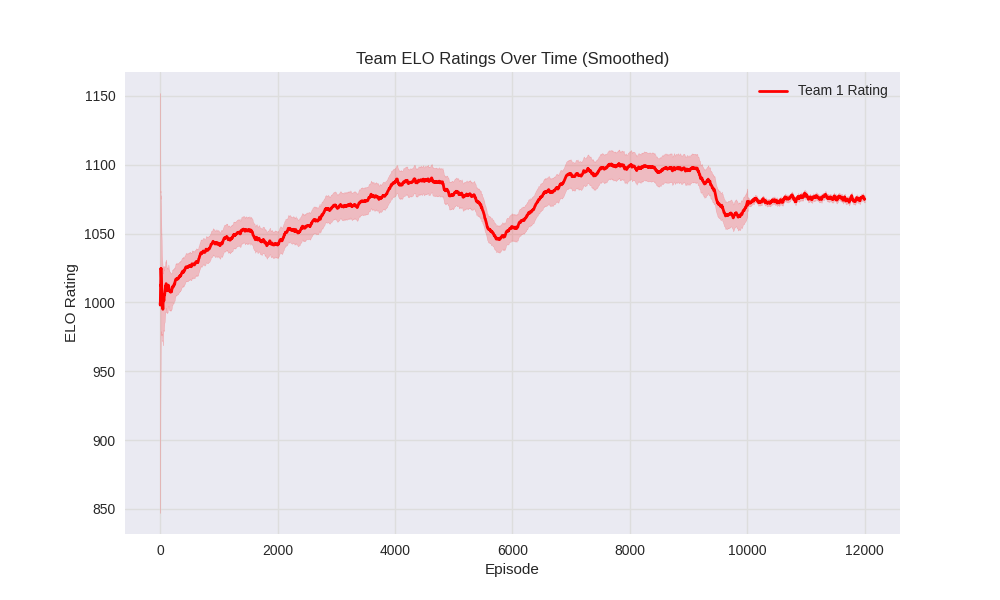 Team ELO Ratings Over Time (Smoothed)
Team 1 Rating
1150
1100
1050
1000
950
900
850
ELO Rating
0 2000 4000 6000 8000 10000 12000
Episode